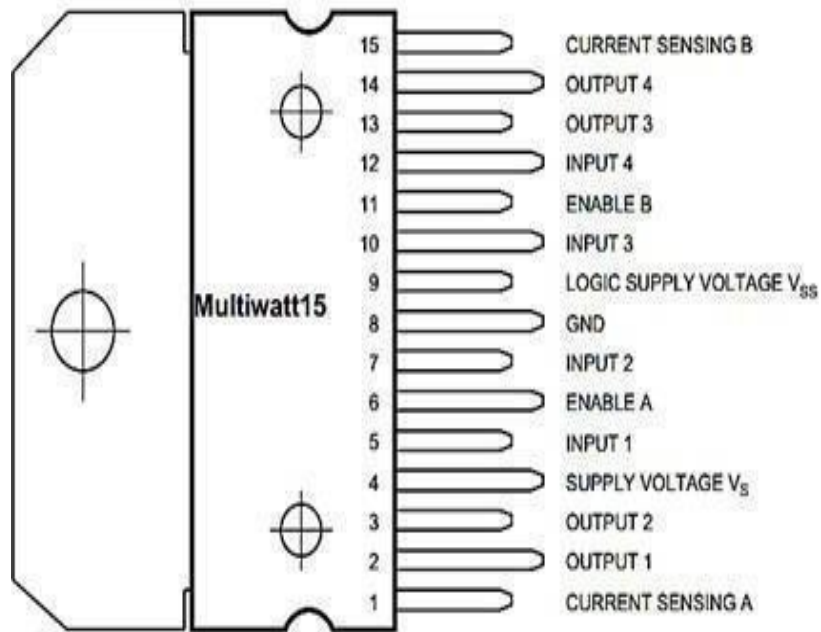 15 CURRENT SENSING B
14 OUTPUT 4
13 OUTPUT 3
12 INPUT 4
11 ENABLE B
10 INPUT 3
9 LOGIC SUPPLY VOLTAGE VSS
Multiwatt15
8 GND
7 INPUT 2
6 ENABLE A
5 INPUT 1
4 SUPPLY VOLTAGE VS
3 OUTPUT 2
2 OUTPUT 1
1 CURRENT SENSING A